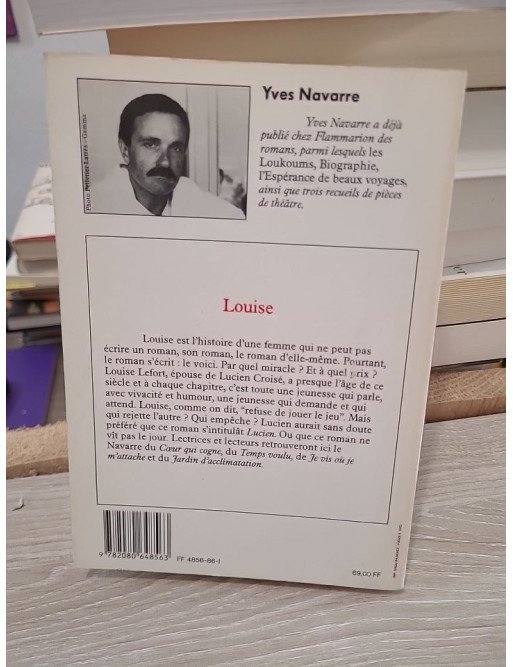 Photo Peletier-Lanrès - Gamma
Yves Navarre
Yves Navarre a déjà
publié chez Flammarion des
romans, parmi lesquels les
Loukoums, Biographie,
l'Espérance de beaux voyages,
ainsi que trois recueils de pièces
de théâtre.
Louise
Louise est l'histoire d'une femme qui ne peut pas
écrire un roman, son roman, le roman d'elle-même. Pourtant,
le roman s'écrit : le voici. Par quel miracle ? Et à quel prix ?
Louise Lefort, épouse de Lucien Croisé, a presque l'âge de ce
siècle et à chaque chapitre, c'est toute une jeunesse qui parle,
avec vivacité et humour, une jeunesse qui demande et qui
attend. Louise, comme on dit, "refuse de jouer le jeu". Mais
qui rejette l'autre ? Qui empêche ? Lucien aurait sans doute
préféré que ce roman s'intitulât Lucien. Ou que ce roman ne
vît pas le jour. Lectrices et lecteurs retrouveront ici le
Navarre du Cœur qui cogne, du Temps voulu, de Je vis où je
m'attache et du Jardin d'acclimatation.
9 782080 648563
FF 4856-86-I
69,00 FF